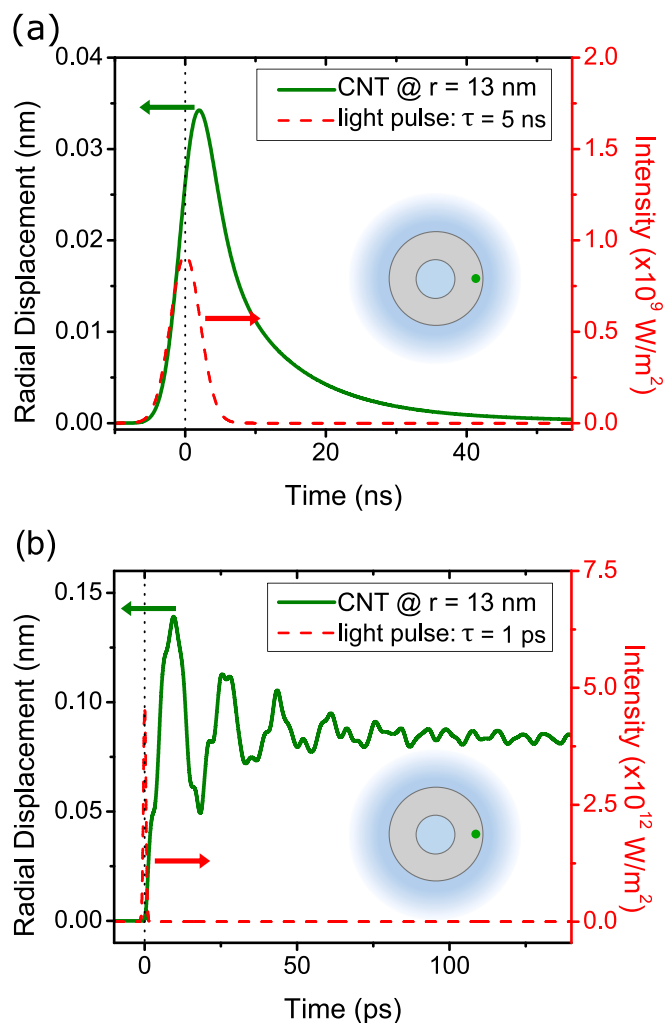 (a)
0.04
0.03
0.02
0.01
0.00
Radial Displacement (nm)
CNT @ r = 13 nm
light pulse: τ = 5 ns
2.0
1.5
1.0
0.5
0.0
Intensity (x10⁹ W/m²)
0
20
40
Time (ns)
(b)
0.15
0.10
0.05
0.00
Radial Displacement (nm)
CNT @ r = 13 nm
light pulse: τ = 1 ps
7.5
5.0
2.5
0.0
Intensity (x10¹² W/m²)
0
50
100
Time (ps)